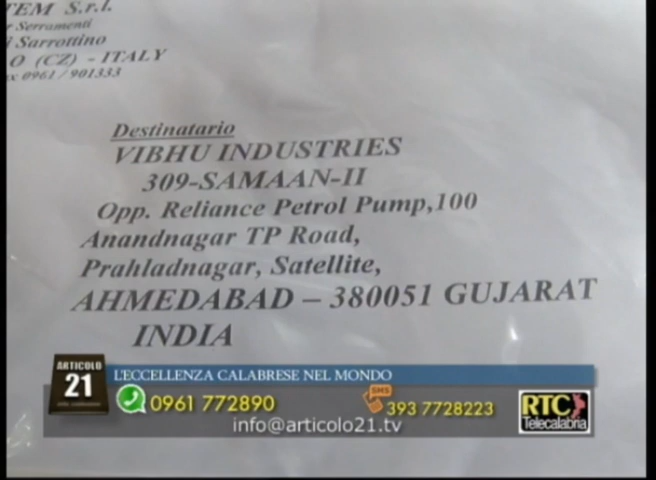 TEM S.r.l.
r Serramenti
i Sarrottino
O (CZ) - ITALY
ax 0961/901333
Destinatario
VIBHU INDUSTRIES
309-SAMAAN-II
Opp. Reliance Petrol Pump,100
Anandnagar TP Road,
Prahladnagar, Satellite,
AHMEDABAD – 380051 GUJARAT
INDIA
ARTICOLO
21
L'ECCELLENZA CALABRESE NEL MONDO
0961 772890
SMS
393 7728223
info@articolo21.tv
RTC
Telecalabria